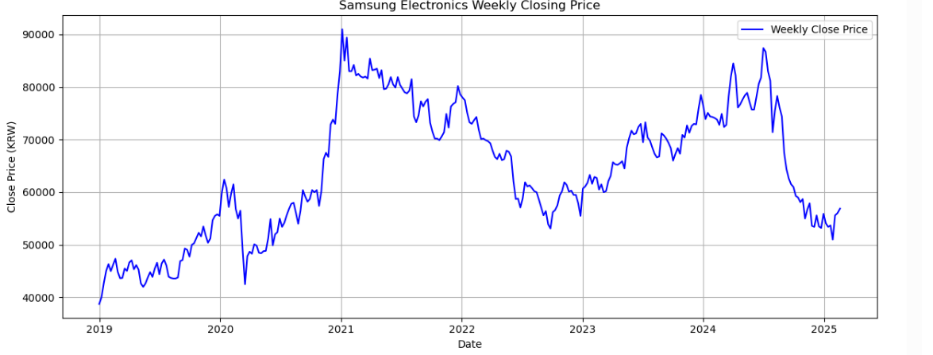 Samsung Electronics Weekly Closing Price
Weekly Close Price
Close Price (KRW)
90000
80000
70000
60000
50000
40000
2019 2020 2021 2022 2023 2024 2025
Date